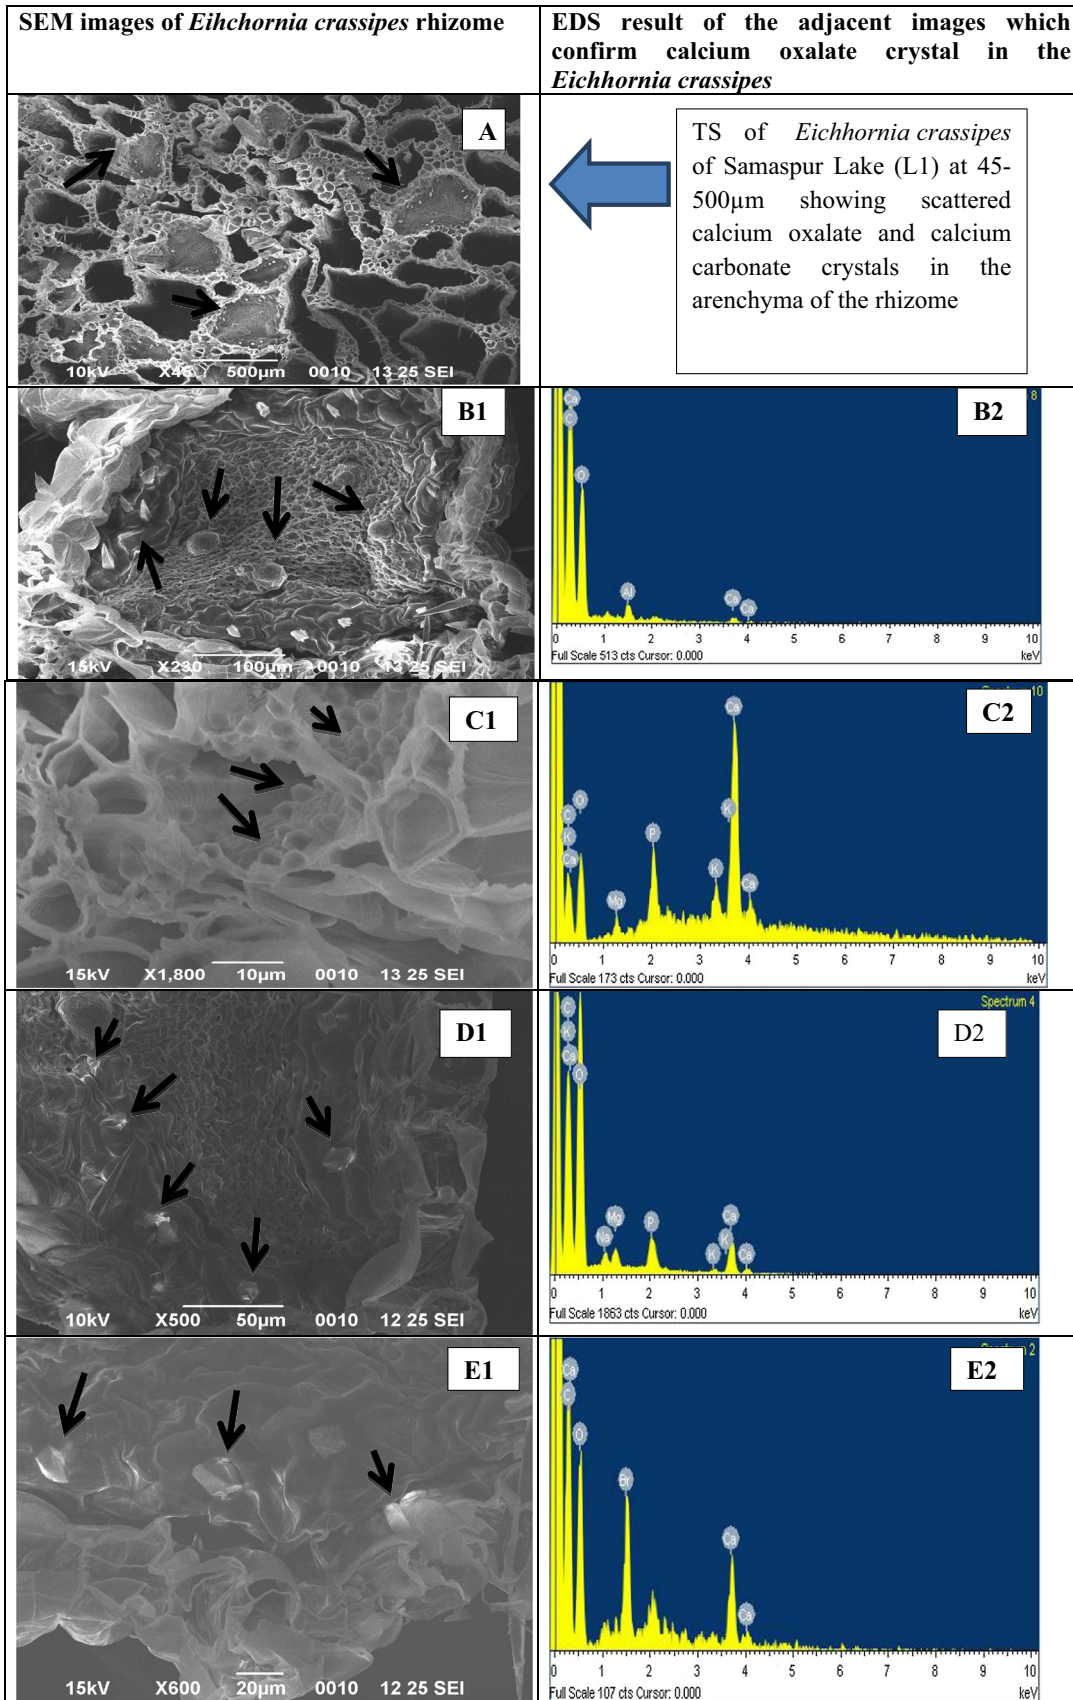 SEM images of Eihchornia crassipes rhizome
EDS result of the adjacent images which
confirm calcium oxalate crystal in the
Eichhornia crassipes
A
10kV X45 500µm 0010 13 25 SEI
TS of Eichhornia crassipes
of Samaspur Lake (L1) at 45-
500µm showing scattered
calcium oxalate and calcium
carbonate crystals in the
arenchyma of the rhizome
B1
15kV X230 100µm 0010 13 25 SEI
B2
8
Ca
C
O
Al
Ca
Ca
0 1 2 3 4 5 6 7 8 9 10
Full Scale 513 cts Cursor: 0.000 keV
C1
15kV X1,800 10µm 0010 13 25 SEI
C2
10
Ca
O
C
K
K
P
Ca
K
Ca
Mg
0 1 2 3 4 5 6 7 8 9 10
Full Scale 173 cts Cursor: 0.000 keV
D1
10kV X500 50µm 0010 12 25 SEI
Spectrum 4
D2
C
K
Ca
O
Mg
P
Ca
Na
K
K
Ca
0 1 2 3 4 5 6 7 8 9 10
Full Scale 1863 cts Cursor: 0.000 keV
E1
15kV X600 20µm 0010 12 25 SEI
E2
2
Ca
C
O
Br
Ca
Ca
0 1 2 3 4 5 6 7 8 9 10
Full Scale 107 cts Cursor: 0.000 keV